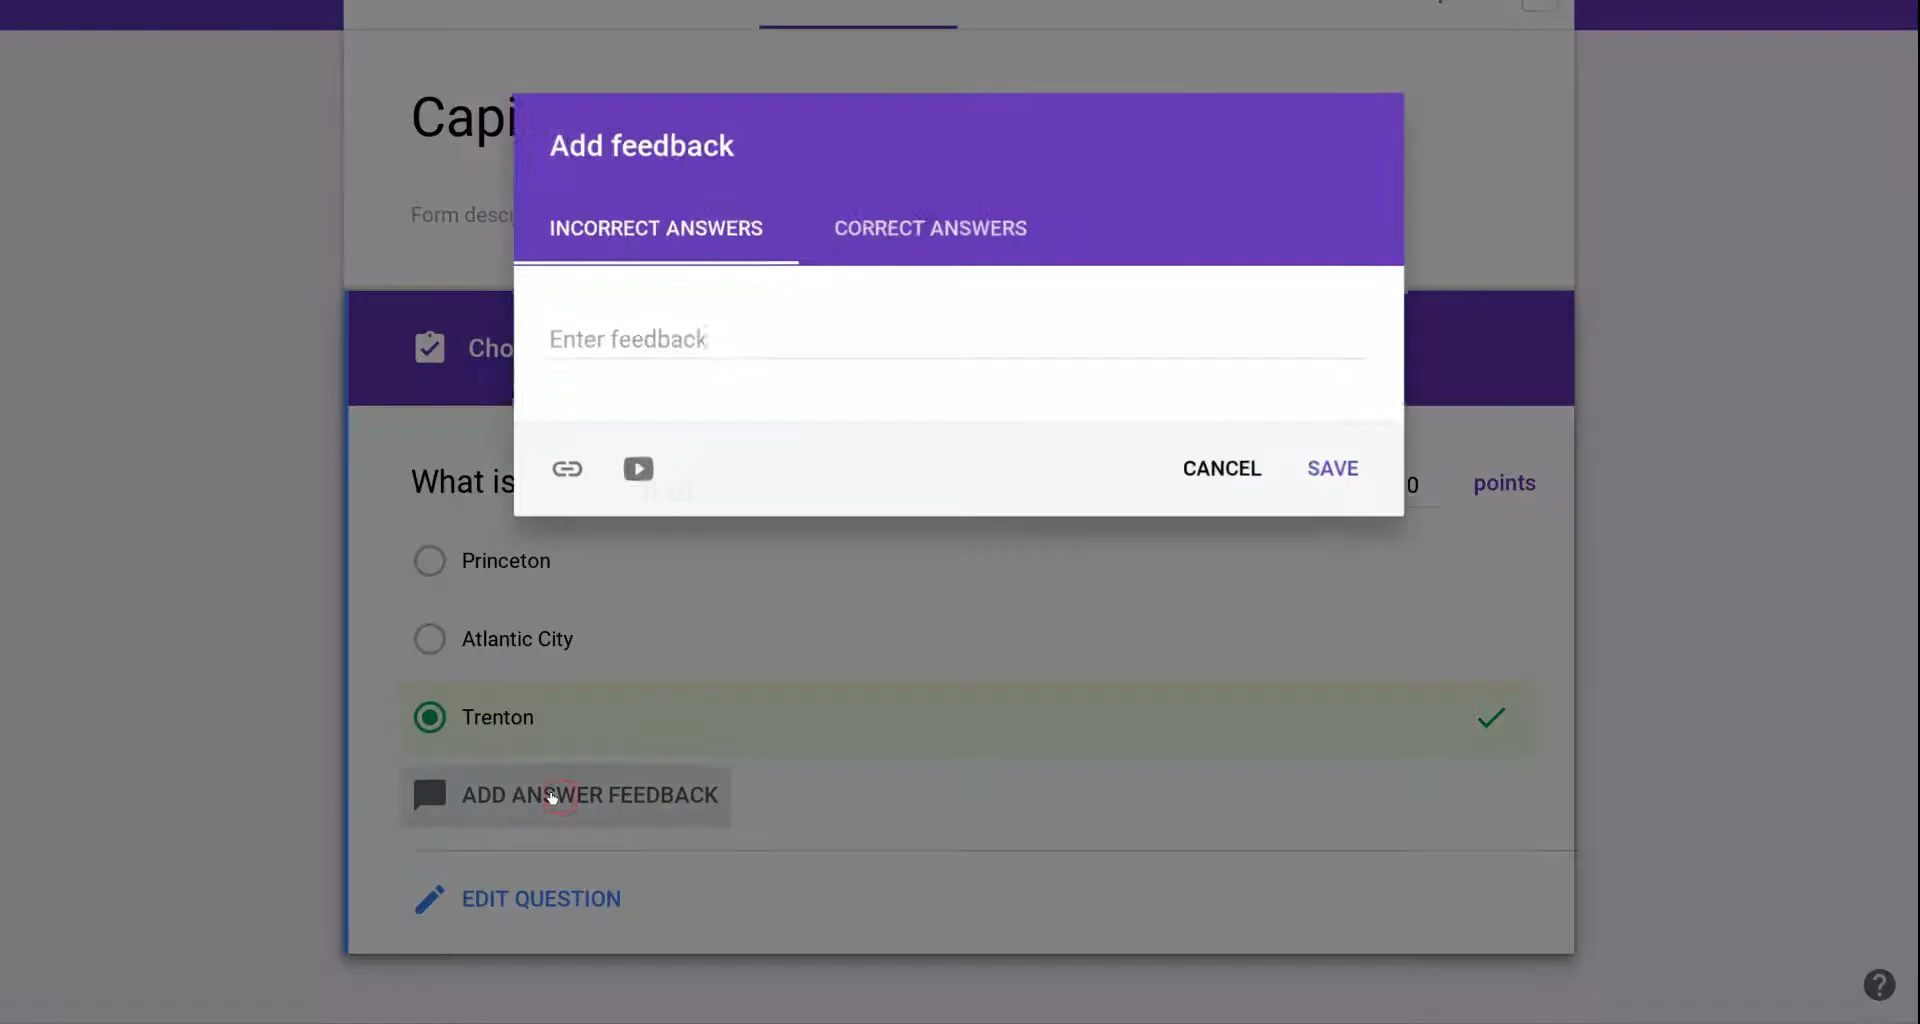 Capi
Add feedback
Form desc
INCORRECT ANSWERS
CORRECT ANSWERS
Cho
Enter feedback
CANCEL
SAVE
What is
0
points
Princeton
Atlantic City
Trenton
ADD ANSWER FEEDBACK
EDIT QUESTION
?